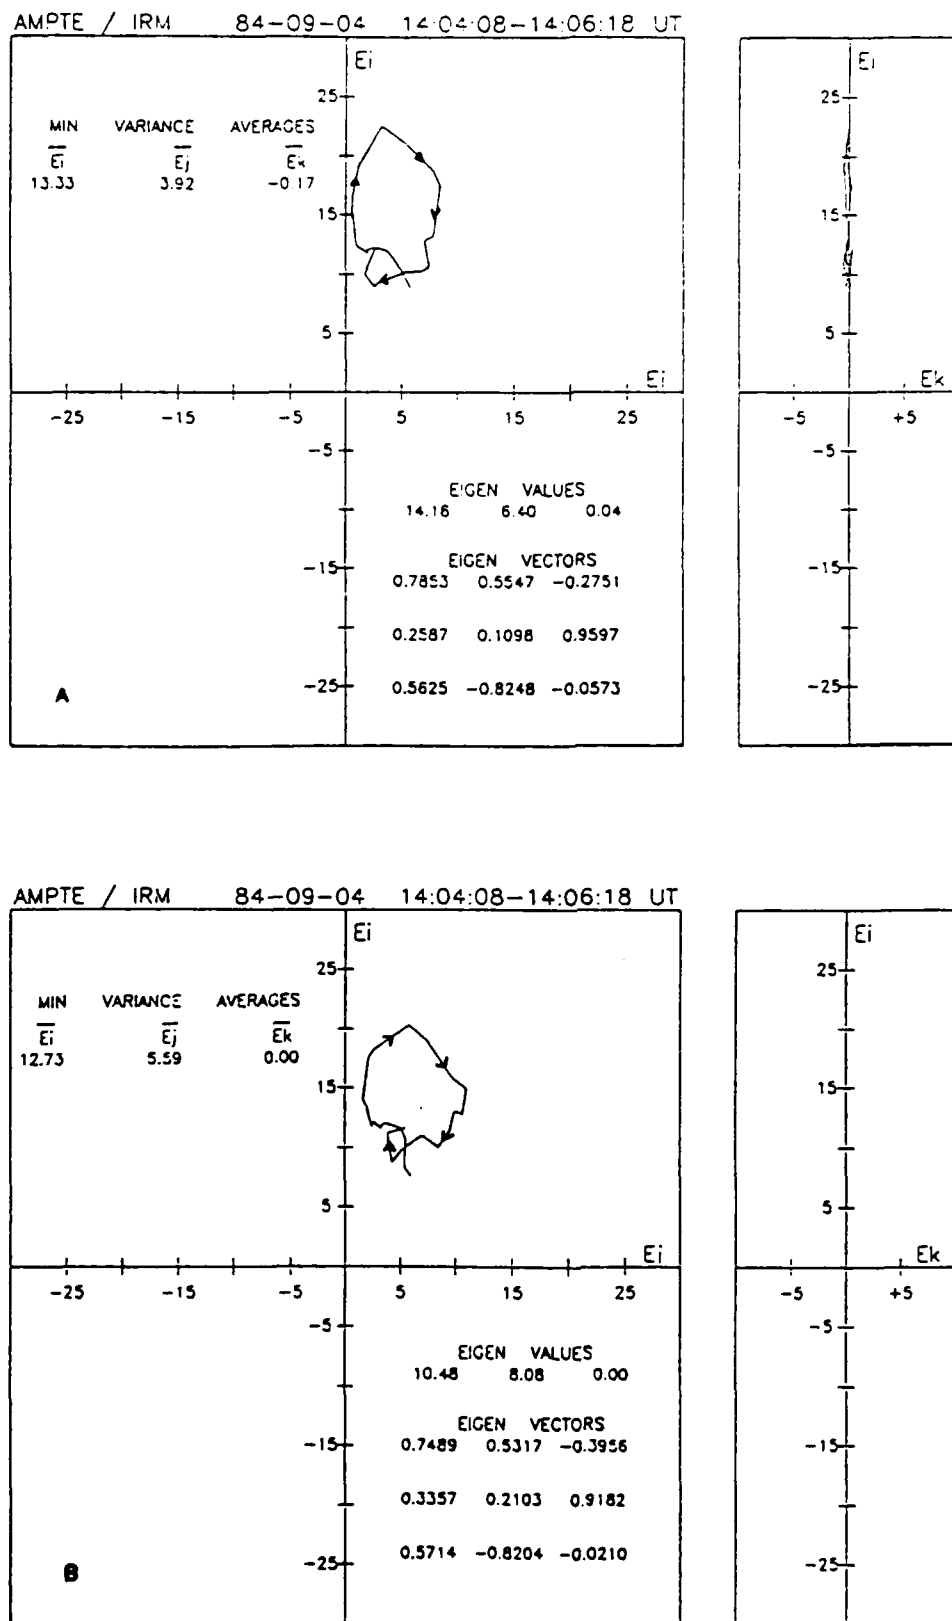 AMPTE / IRM 84-09-04 14:04:08-14:06:18 UT
Ei Ei
25 25
MIN VARIANCE AVERAGES
Ei Ej Ek
13.33 3.92 -0.17
15 15
5 5
Ej Ek
-25 -15 -5 5 15 25 -5 +5
-5 -5
EIGEN VALUES
14.16 6.40 0.04
EIGEN VECTORS
-15 -15
0.7853 0.5547 -0.2751
0.2587 0.1098 0.9597
A -25 0.5625 -0.8248 -0.0573 -25
AMPTE / IRM 84-09-04 14:04:08-14:06:18 UT
Ei Ei
25 25
MIN VARIANCE AVERAGES
Ei Ej Ek
12.73 5.59 0.00
15 15
5 5
Ej Ek
-25 -15 -5 5 15 25 -5 +5
-5 -5
EIGEN VALUES
10.48 8.08 0.00
EIGEN VECTORS
-15 0.7489 0.5317 -0.3956 -15
0.3357 0.2103 0.9182
-25 0.5714 -0.8204 -0.0210 -25
B